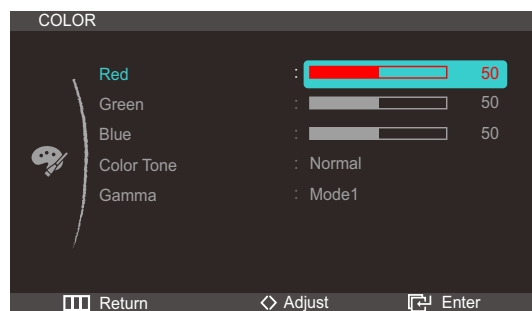 COLOR
Red : 50
Green : 50
Blue : 50
Color Tone : Normal
Gamma : Mode1
Return Adjust Enter